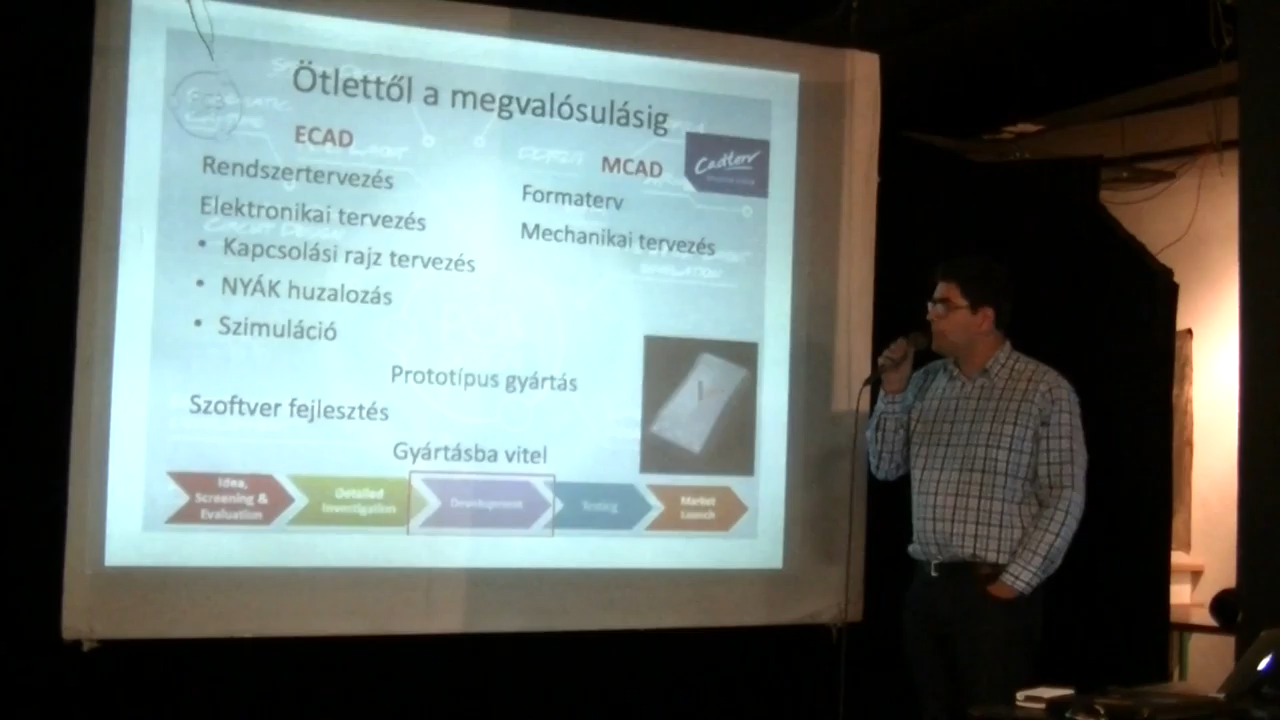 Ötlettől a megvalósulásig
ECAD
Rendszertervezés
Elektronikai tervezés
• Kapcsolási rajz tervezés
• NYÁK huzalozás
• Szimuláció
MCAD
Cadterv
Formaterv
Mechanikai tervezés
Prototípus gyártás
Szoftver fejlesztés
Gyártásba vitel
Idea,
Screening &
Evaluation
Detailed
Investigation
Development
Testing
Market
Launch